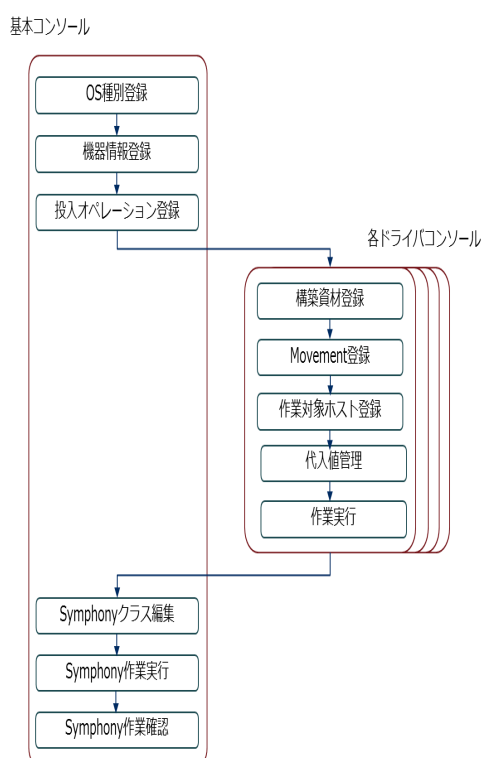 基本コンソール
OS種別登録
機器情報登録
投入オペレーション登録
各ドライバコンソール
構築資材登録
Movement登録
作業対象ホスト登録
代入値管理
作業実行
Symphonyクラス編集
Symphony作業実行
Symphony作業確認